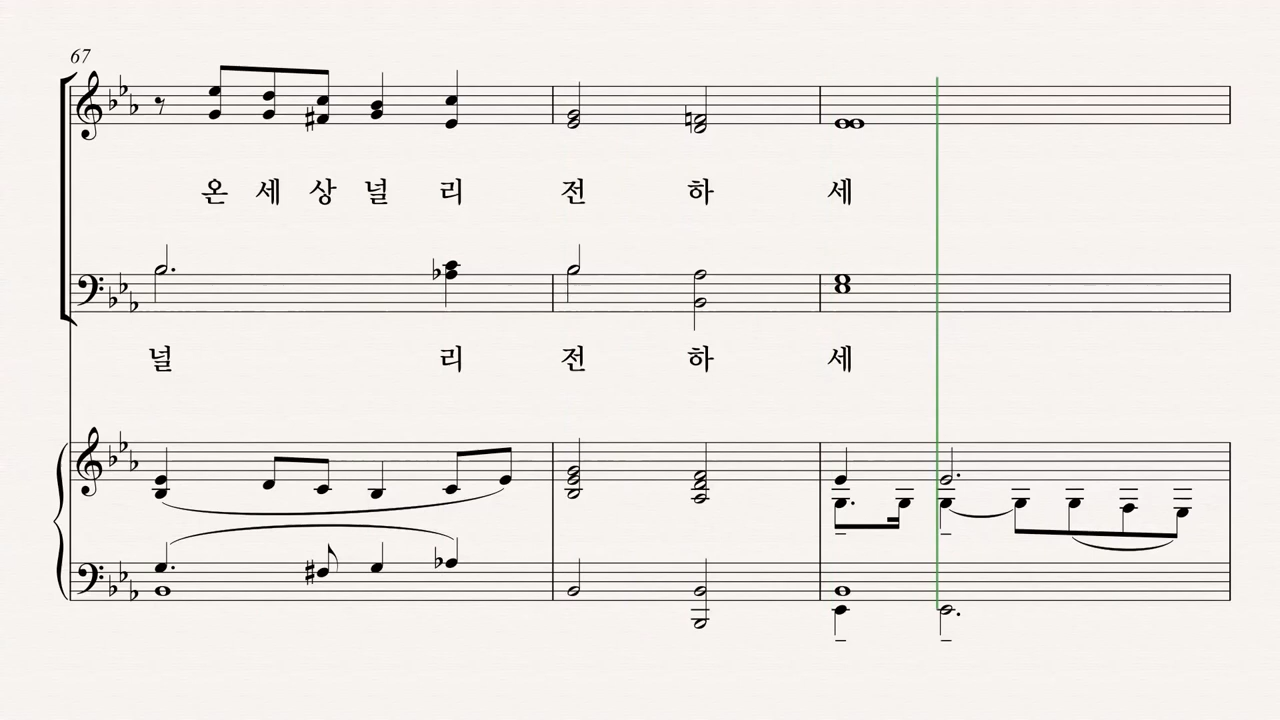 67
온 세 상 널 리 전 하 세
널 리 전 하 세